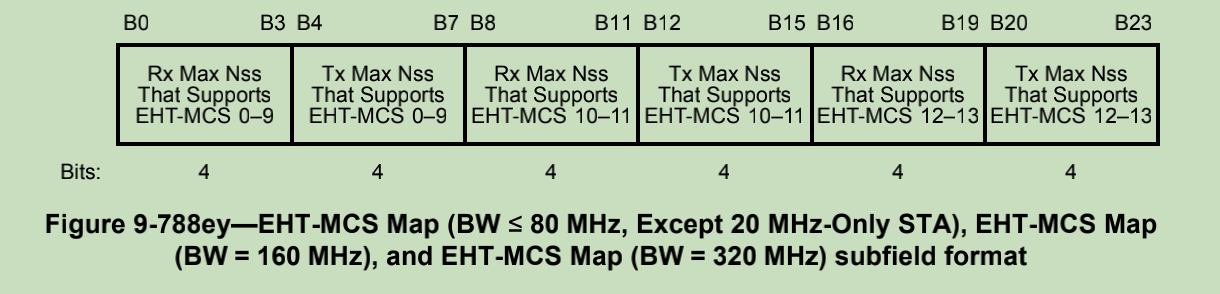 B0 B3 B4 B7 B8 B11 B12 B15 B16 B19 B20 B23
Rx Max Nss Tx Max Nss Rx Max Nss Tx Max Nss Rx Max Nss Tx Max Nss
That Supports That Supports That Supports That Supports That Supports That Supports
EHT-MCS 0–9 EHT-MCS 0–9 EHT-MCS 10–11 EHT-MCS 10–11 EHT-MCS 12–13 EHT-MCS 12–13
Bits: 4 4 4 4 4 4
Figure 9-788ey—EHT-MCS Map (BW ≤ 80 MHz, Except 20 MHz-Only STA), EHT-MCS Map
(BW = 160 MHz), and EHT-MCS Map (BW = 320 MHz) subfield format